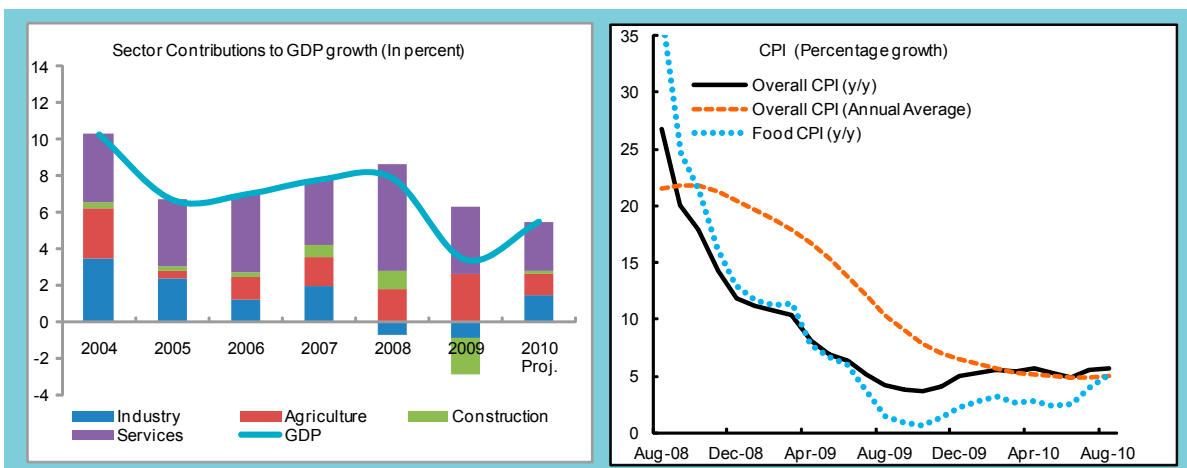 Sector Contributions to GDP growth (In percent)
14
12
10
8
6
4
2
0
-2
-4
2004 2005 2006 2007 2008 2009 2010
Proj.
Industry Agriculture Construction
Services GDP
CPI (Percentage growth)
35
30
25
20
15
10
5
0
Overall CPI (y/y)
Overall CPI (Annual Average)
Food CPI (y/y)
Aug-08 Dec-08 Apr-09 Aug-09 Dec-09 Apr-10 Aug-10